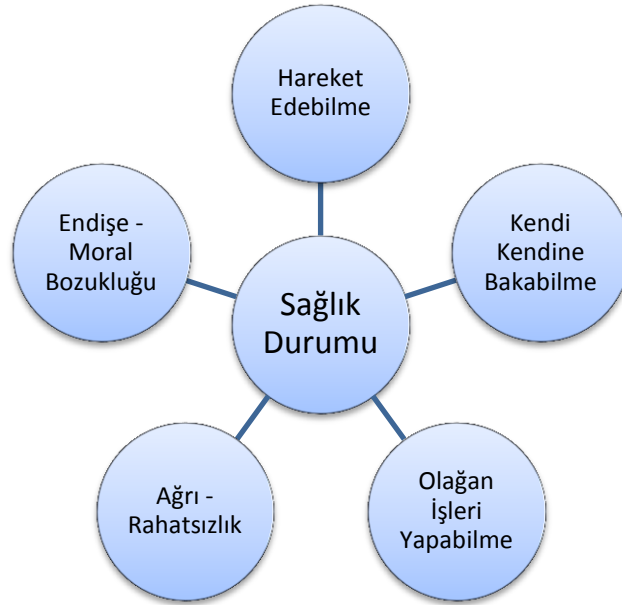 Hareket
Edebilme
Endişe -
Moral
Bozukluğu
Kendi
Kendine
Bakabilme
Sağlık
Durumu
Ağrı -
Rahatsızlık
Olağan
İşleri
Yapabilme